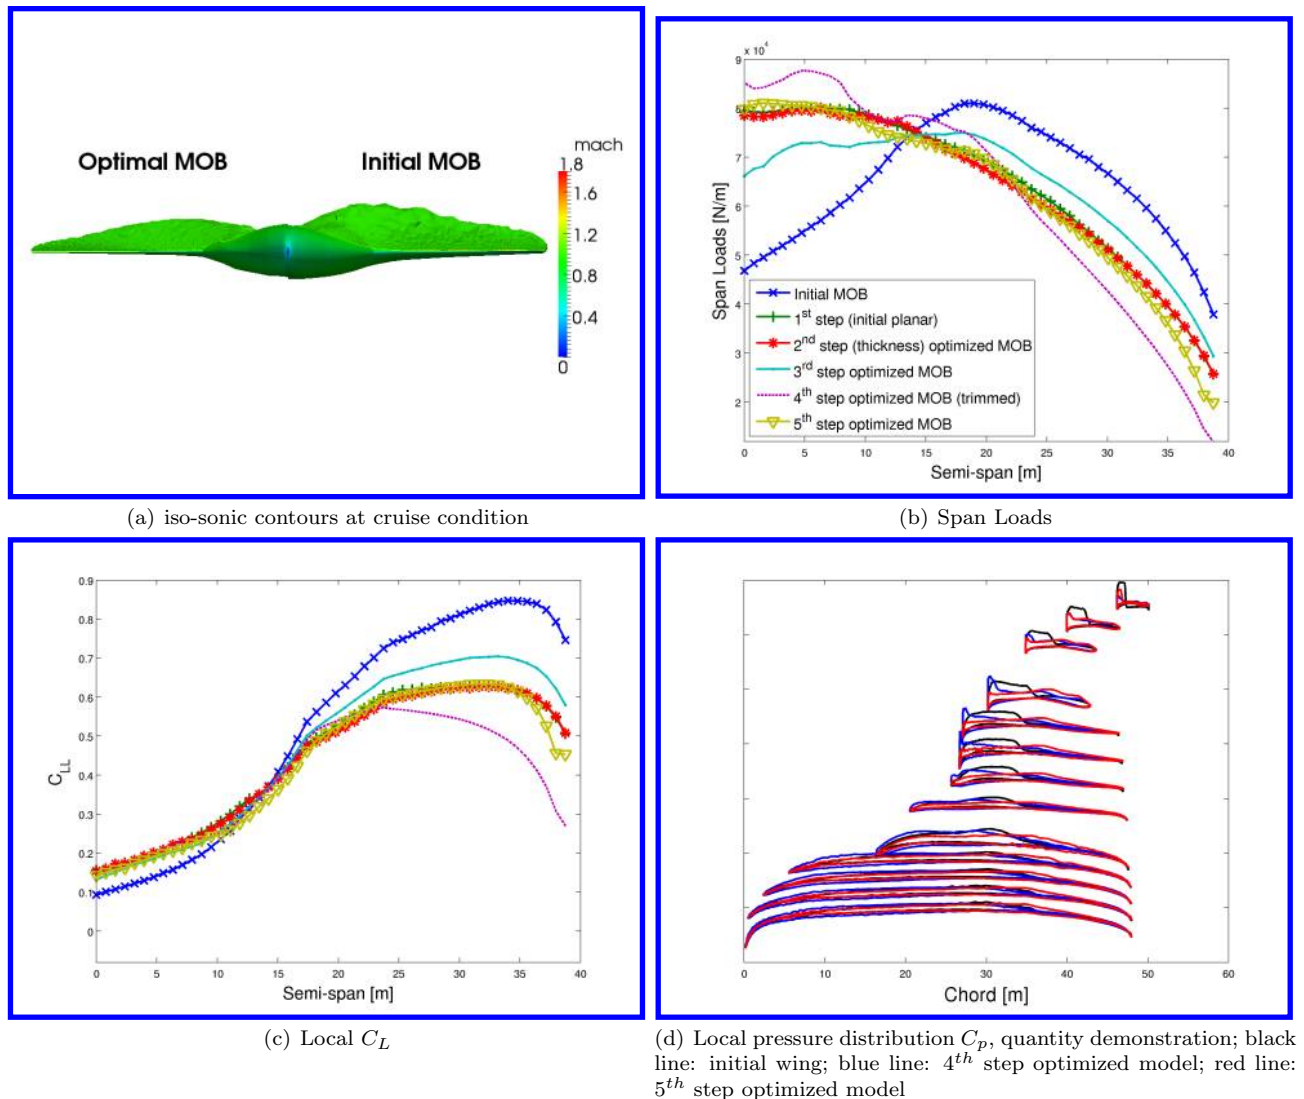 Optimal MOB
Initial MOB
mach
1.8
1.6
1.2
0.8
0.4
0
(a) iso-sonic contours at cruise condition
x 10⁴
9
8
7
6
5
4
3
2
Span Loads [N/m]
Initial MOB
1ˢᵗ step (initial planar)
2ⁿᵈ step (thickness) optimized MOB
3ʳᵈ step optimized MOB
4ᵗʰ step optimized MOB (trimmed)
5ᵗʰ step optimized MOB
0 5 10 15 20 25 30 35 40
Semi-span [m]
(b) Span Loads
0.9
0.8
0.7
0.6
0.5
0.4
0.3
0.2
0.1
0
C_LL
0 5 10 15 20 25 30 35 40
Semi-span [m]
(c) Local C_L
0 10 20 30 40 50 60
Chord [m]
(d) Local pressure distribution C_p, quantity demonstration; black
line: initial wing; blue line: 4ᵗʰ step optimized model; red line:
5ᵗʰ step optimized model